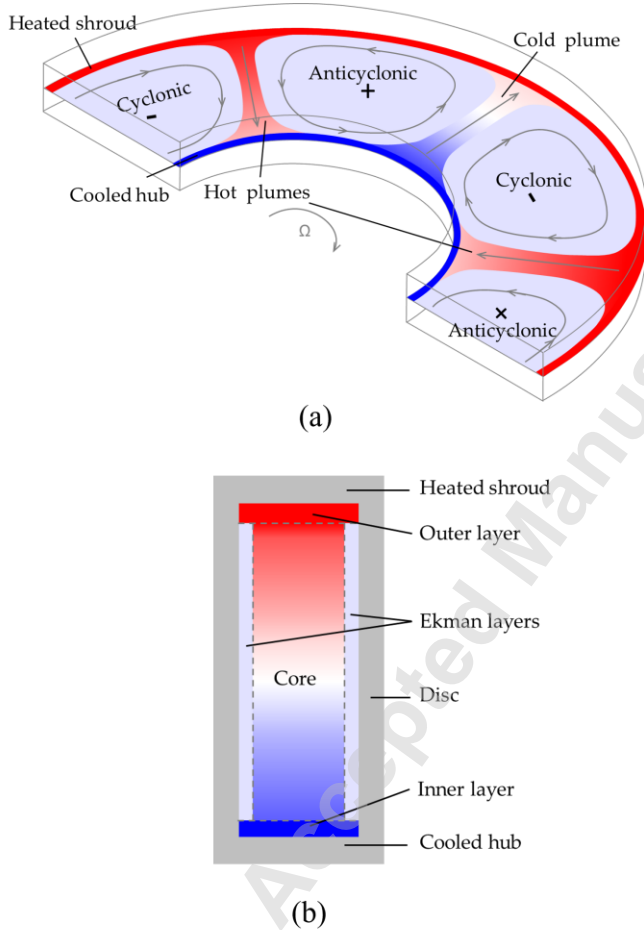 Heated shroud
Cold plume
Anticyclonic
+
Cyclonic
-
Cooled hub
Hot plumes
Cyclonic
-
Ω
×
Anticyclonic
(a)
Heated shroud
Outer layer
Ekman layers
Core
Disc
Inner layer
Cooled hub
(b)
Accepted Manus